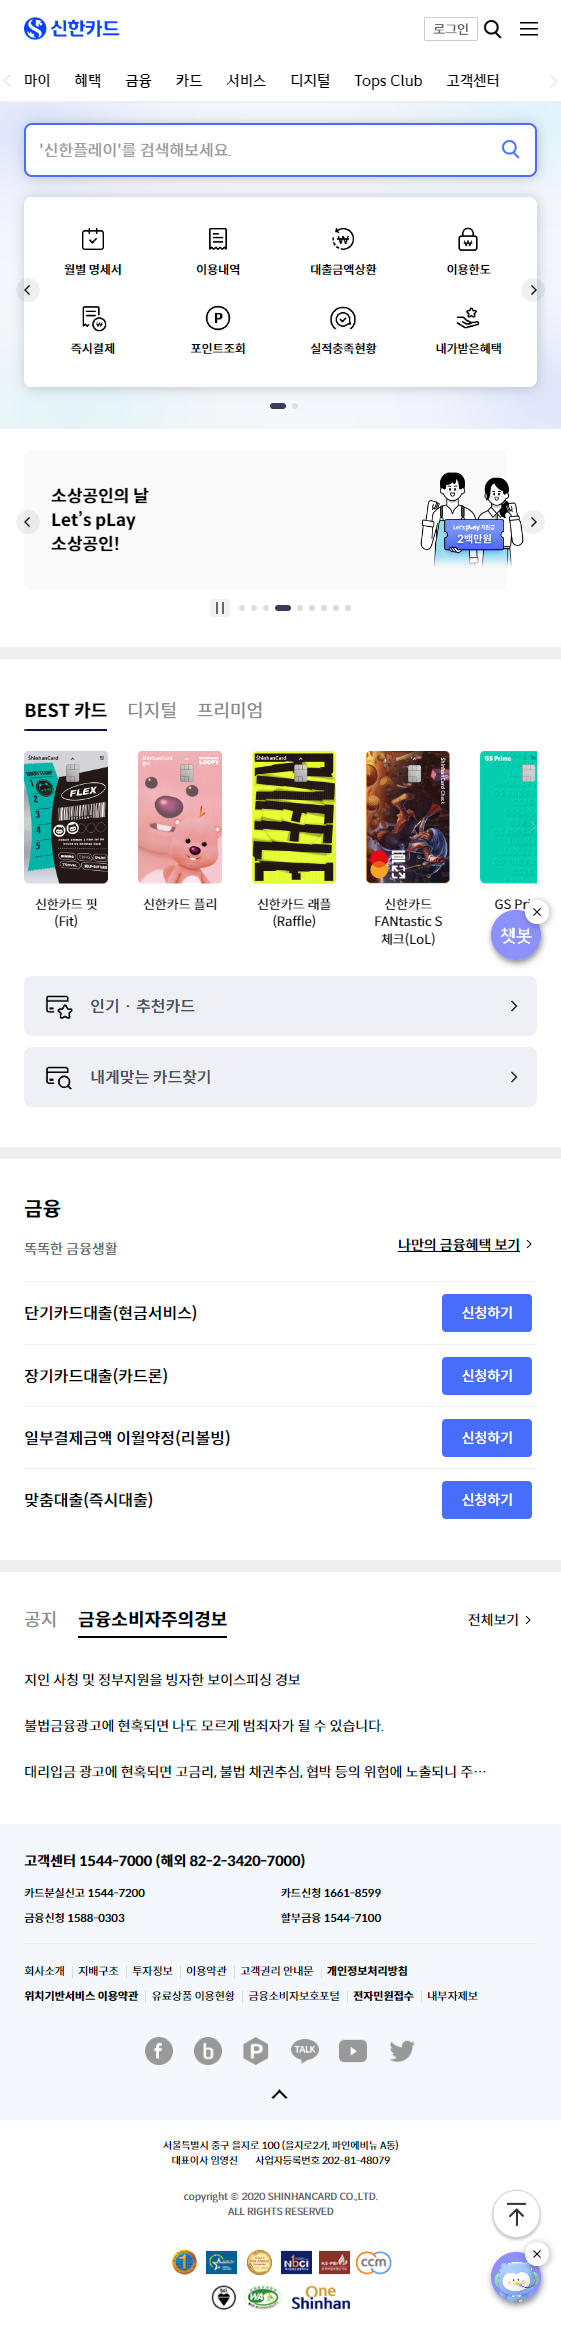 신한카드
로그인
마이 혜택 금융 카드 서비스 디지털 Tops Club 고객센터
'신한플레이'를 검색해보세요.
월별 명세서 이용내역 대출금액상환 이용한도
즉시결제 포인트조회 실적충족현황 내가받은혜택
소상공인의 날
Let's pLay
소상공인!
Let's pLay 지원금
2백만원
BEST 카드 디지털 프리미엄
ShinhanCard
FLEX
ShinhanCard
LOOPY
ShinhanCard
RAFFLE
ShinhanCard Check
GS Prime
신한카드 핏
(Fit)
신한카드 플리
신한카드 래플
(Raffle)
신한카드
FANtastic S
체크(LoL)
GS Pri
챗봇
인기 · 추천카드
내게맞는 카드찾기
금융
똑똑한 금융생활
나만의 금융혜택 보기
단기카드대출(현금서비스) 신청하기
장기카드대출(카드론) 신청하기
일부결제금액 이월약정(리볼빙) 신청하기
맞춤대출(즉시대출) 신청하기
공지 금융소비자주의경보 전체보기
지인 사칭 및 정부지원을 빙자한 보이스피싱 경보
불법금융광고에 현혹되면 나도 모르게 범죄자가 될 수 있습니다.
대리입금 광고에 현혹되면 고금리, 불법 채권추심, 협박 등의 위험에 노출되니 주…
고객센터 1544-7000 (해외 82-2-3420-7000)
카드분실신고 1544-7200 카드신청 1661-8599
금융신청 1588-0303 할부금융 1544-7100
회사소개 지배구조 투자정보 이용약관 고객권리 안내문 개인정보처리방침
위치기반서비스 이용약관 유료상품 이용현황 금융소비자보호포털 전자민원접수 내부자제보
TALK
서울특별시 중구 을지로 100 (을지로2가, 파인에비뉴 A동)
대표이사 임영진 사업자등록번호 202-81-48079
copyright © 2020 SHINHANCARD CO.,LTD.
ALL RIGHTS RESERVED
1 NBCI KS-PBI ccm
WA
One
Shinhan